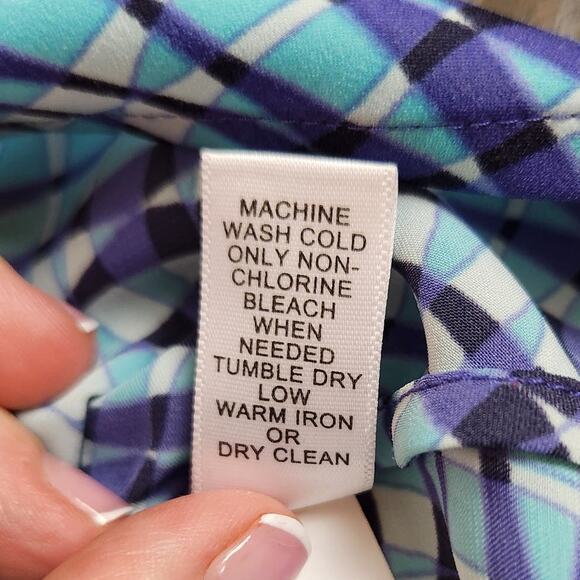 MACHINE
WASH COLD
ONLY NON-
CHLORINE
BLEACH
WHEN
NEEDED
TUMBLE DRY
LOW
WARM IRON
OR
DRY CLEAN